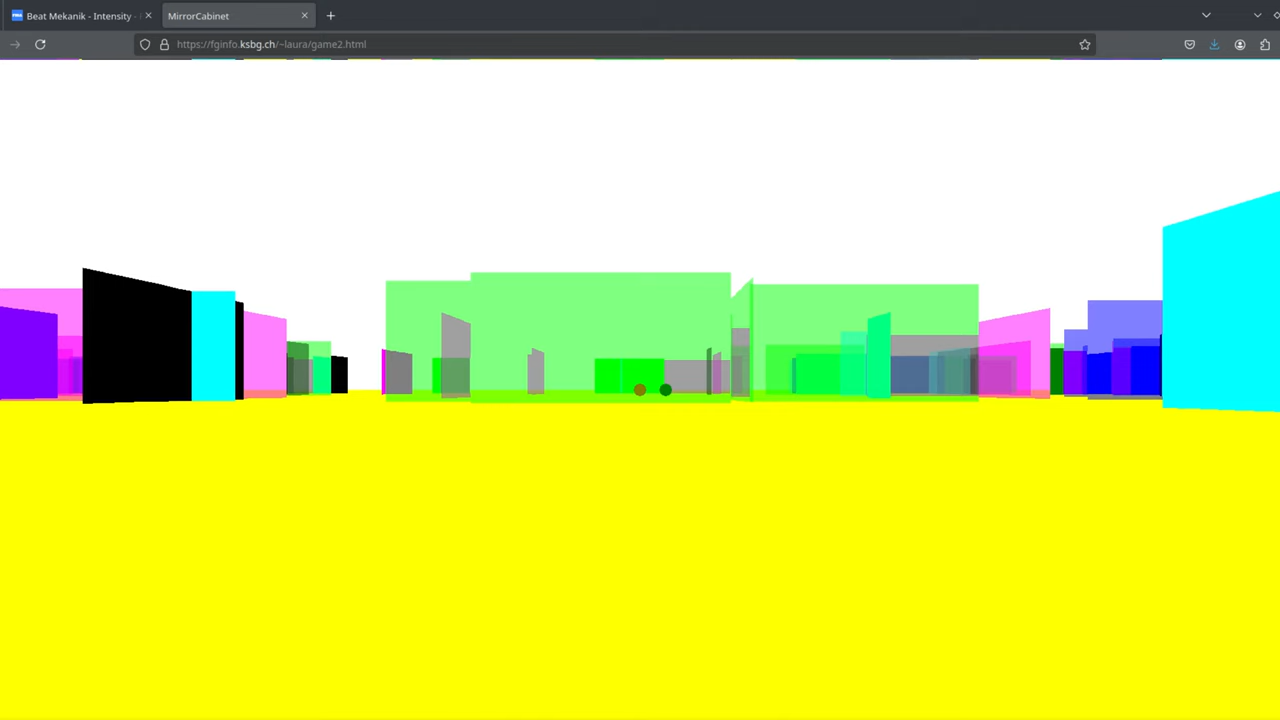 Beat Mekanik - Intensity -
MirrorCabinet
https://fginfo.ksbg.ch/~laura/game2.html